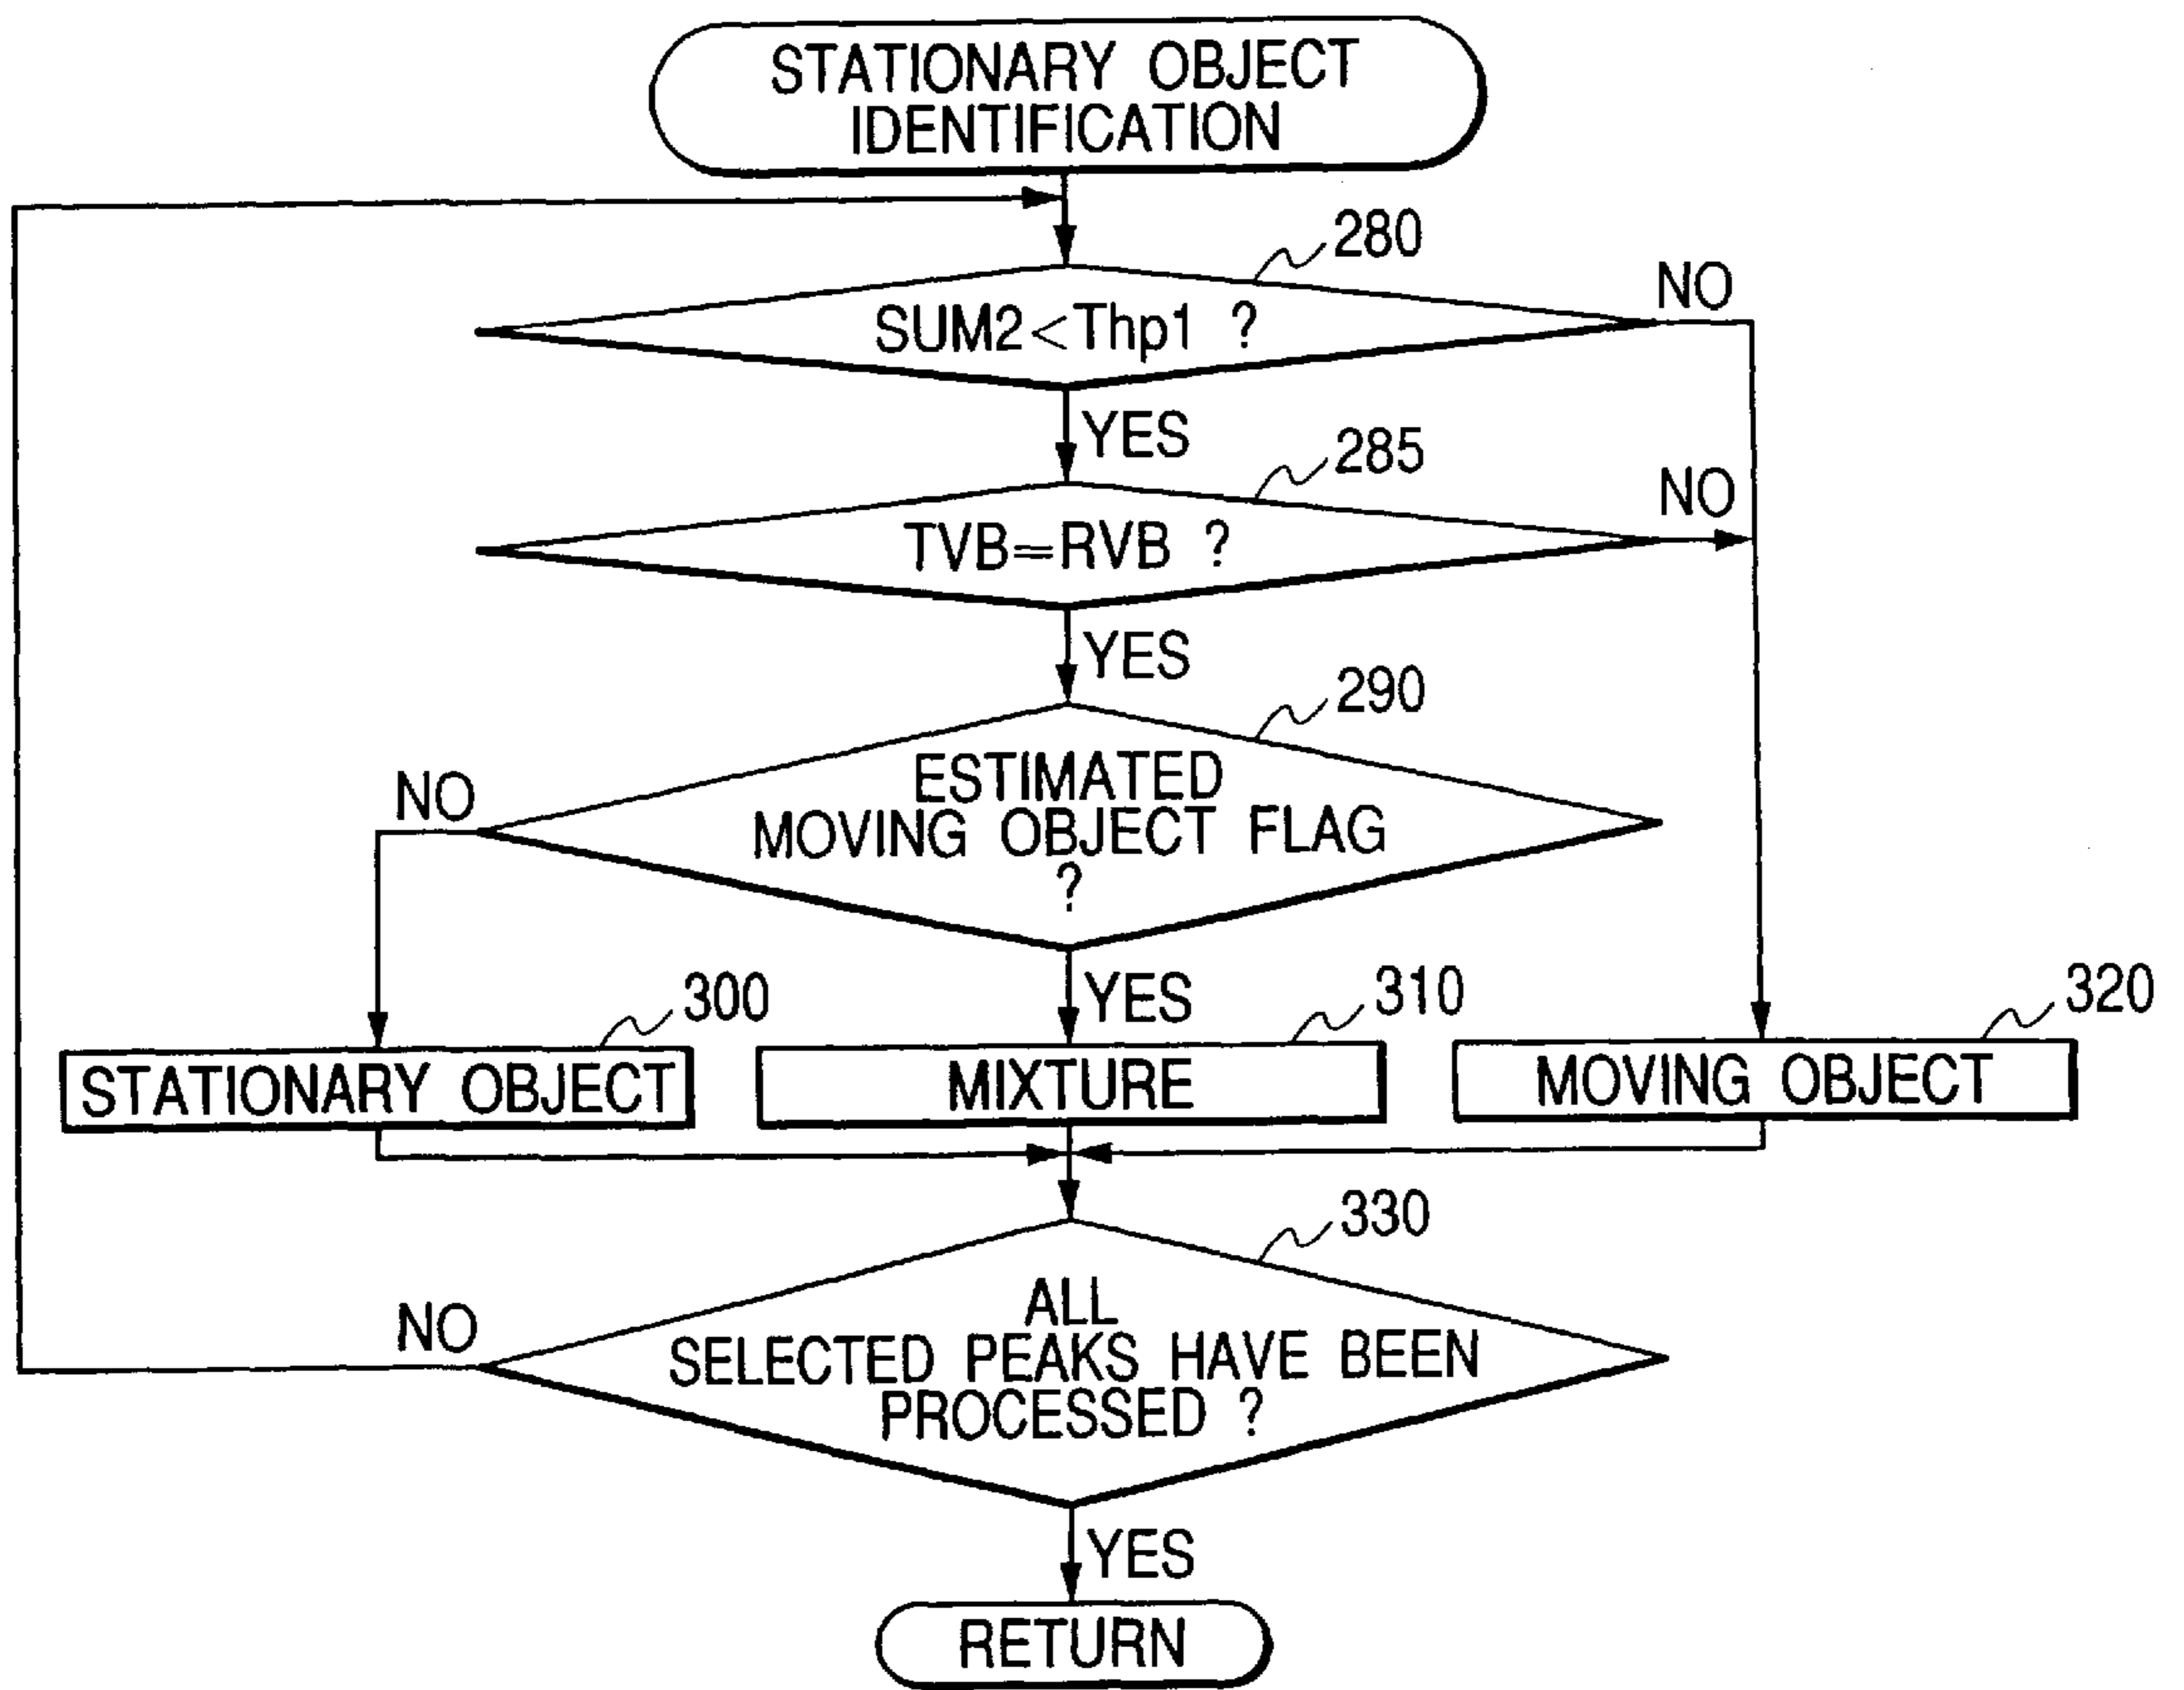 STATIONARY OBJECT
IDENTIFICATION
280
SUM2<Thp1 ?
NO
YES
285
TVB=RVB ?
NO
YES
290
ESTIMATED
MOVING OBJECT FLAG
?
NO
YES
300
STATIONARY OBJECT
310
MIXTURE
320
MOVING OBJECT
330
ALL
SELECTED PEAKS HAVE BEEN
PROCESSED ?
NO
YES
RETURN